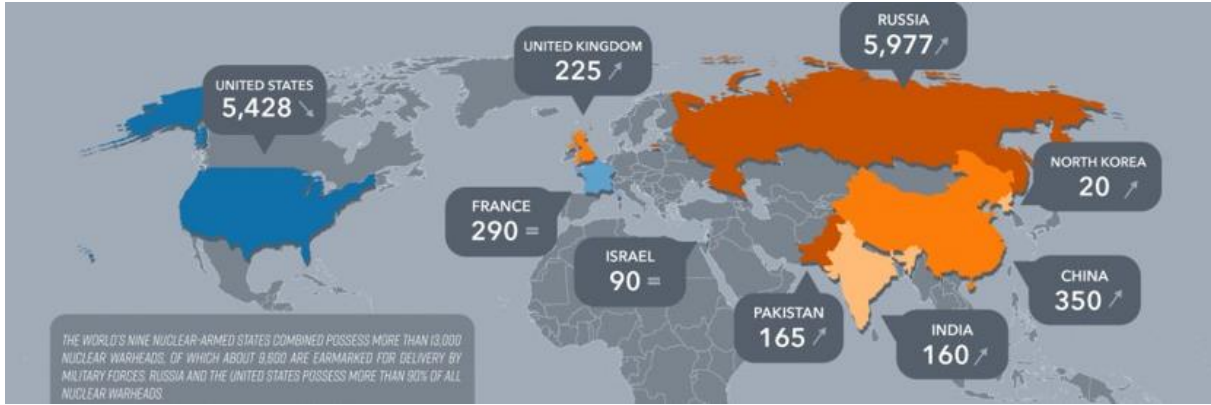 RUSSIA
5,977
UNITED KINGDOM
225
UNITED STATES
5,428
NORTH KOREA
20
FRANCE
290 =
ISRAEL
90 =
CHINA
350
PAKISTAN
165
INDIA
160
THE WORLD'S NINE NUCLEAR-ARMED STATES COMBINED POSSESS MORE THAN 13,000
NUCLEAR WARHEADS, OF WHICH ABOUT 9,600 ARE EARMARKED FOR DELIVERY BY
MILITARY FORCES. RUSSIA AND THE UNITED STATES POSSESS MORE THAN 90% OF ALL
NUCLEAR WARHEADS.